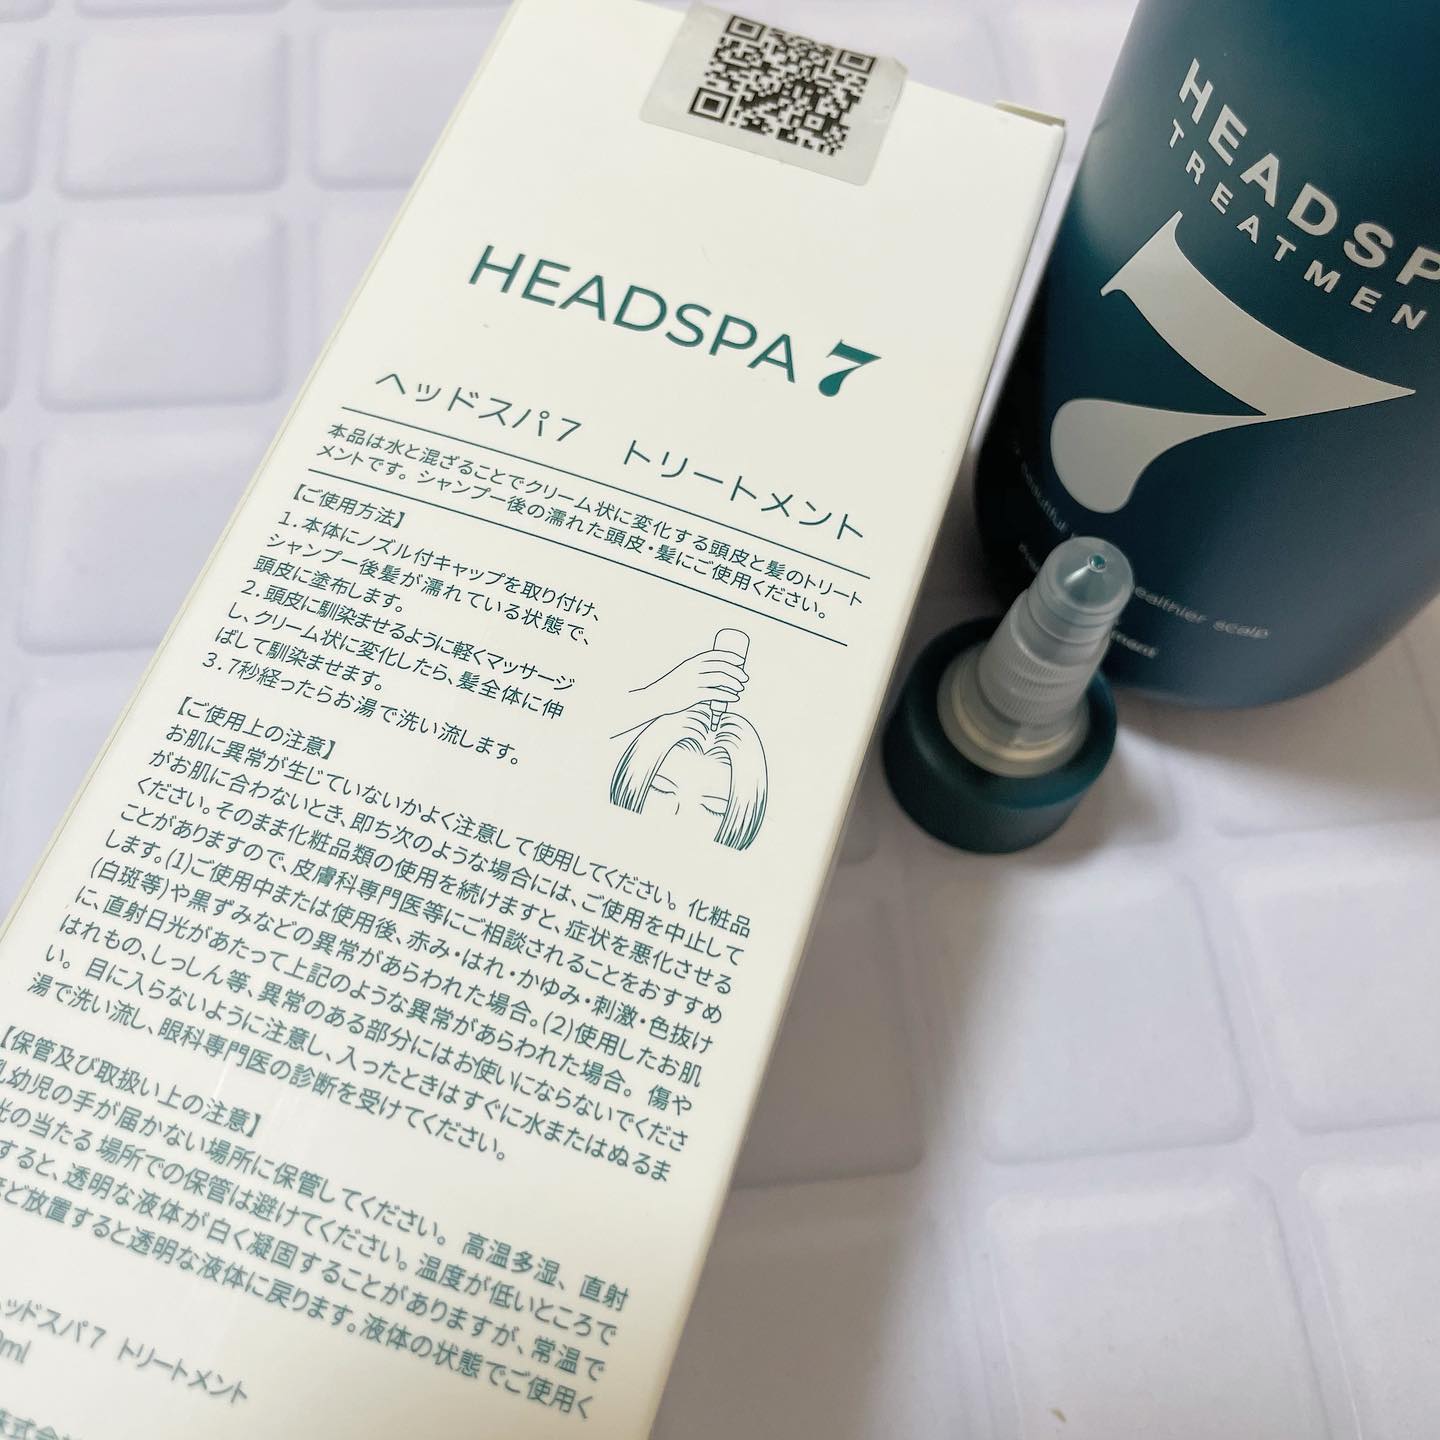 HEADSPA 7
ヘッドスパ7　トリートメント
本品は水と混ざることでクリーム状に変化する頭皮と髪のトリート
メントです。シャンプー後の濡れた頭皮・髪にご使用ください。
【ご使用方法】
1. 本体にノズル付キャップを取り付け、
シャンプー後髪が濡れている状態で、
頭皮に塗布します。
2. 頭皮に馴染ませるように軽くマッサージ
し、クリーム状に変化したら、髪全体に伸
ばして馴染ませます。
3. 7秒経ったらお湯で洗い流します。
【ご使用上の注意】
お肌に異常が生じていないかよく注意して使用してください。化粧品
がお肌に合わないとき、即ち次のような場合には、ご使用を中止して
ください。そのまま化粧品類の使用を続けますと、症状を悪化させる
ことがありますので、皮膚科専門医等にご相談されることをおすすめ
します。(1)ご使用中または使用後、赤み・はれ・かゆみ・刺激・色抜け
(白斑等)や黒ずみなどの異常があらわれた場合。(2)使用したお肌
に、直射日光があたって上記のような異常があらわれた場合。傷や
はれもの、しっしん等、異常のある部分にはお使いにならないでくださ
い。目に入らないように注意し、入ったときはすぐに水またはぬるま
湯で洗い流し、眼科専門医の診断を受けてください。
【保管及び取扱い上の注意】
幼児の手が届かない場所に保管してください。高温多湿、直射
光の当たる場所での保管は避けてください。温度が低いところで
すると、透明な液体が白く凝固することがありますが、常温で
ほど放置すると透明な液体に戻ります。液体の状態でご使用く
ッドスパ7 トリートメント
ml
株式会
HEADSP
TREATMEN
7
beautiful
healthier scalp